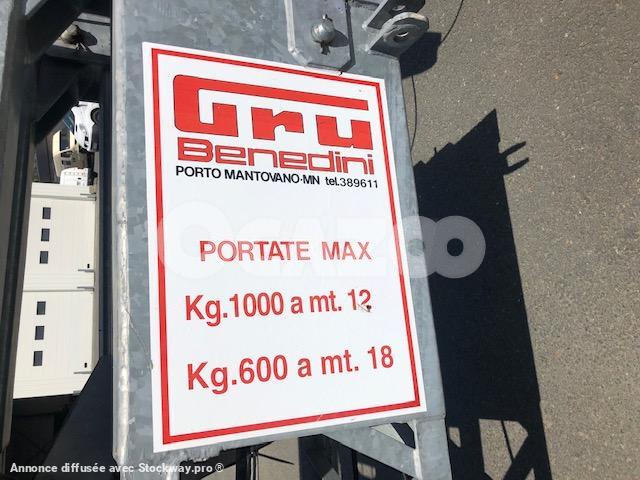 Gru
Benedini
PORTO MANTOVANO-MN tel.389611
OCAZOO
PORTATE MAX
Kg.1000 a mt. 12
Kg.600 a mt. 18
Annonce diffusée avec Stockway.pro ®